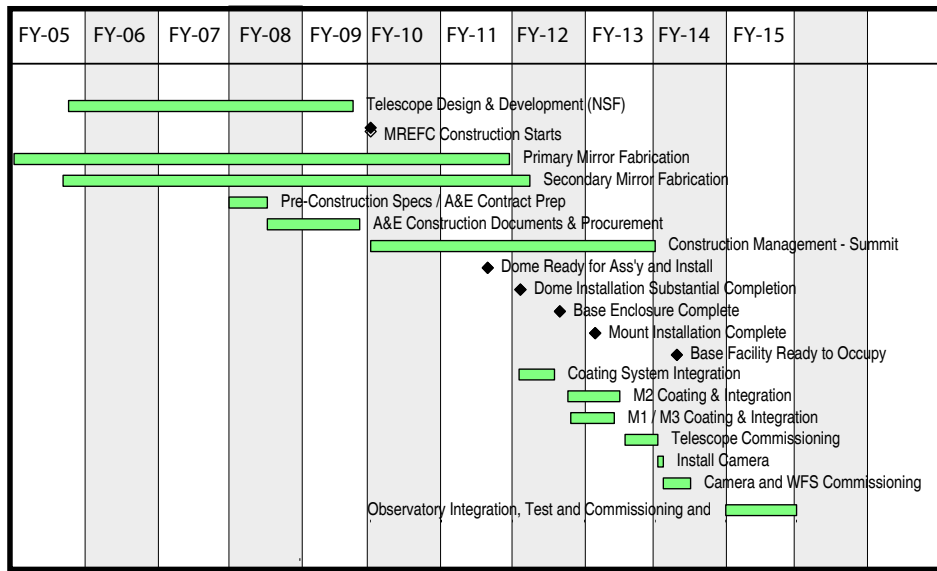 FY-05 FY-06 FY-07 FY-08 FY-09 FY-10 FY-11 FY-12 FY-13 FY-14 FY-15
Telescope Design & Development (NSF)
MREFC Construction Starts
Primary Mirror Fabrication
Secondary Mirror Fabrication
Pre-Construction Specs / A&E Contract Prep
A&E Construction Documents & Procurement
Construction Management - Summit
Dome Ready for Ass'y and Install
Dome Installation Substantial Completion
Base Enclosure Complete
Mount Installation Complete
Base Facility Ready to Occupy
Coating System Integration
M2 Coating & Integration
M1 / M3 Coating & Integration
Telescope Commissioning
Install Camera
Camera and WFS Commissioning
Observatory Integration, Test and Commissioning and